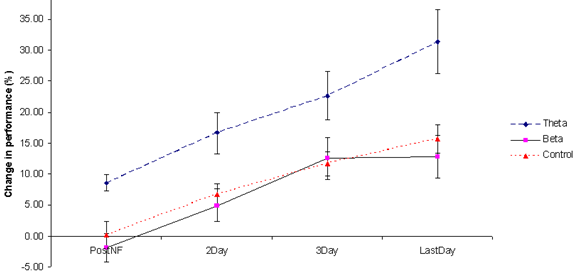 Change in performance (%)
35.00
30.00
25.00
20.00
15.00
10.00
5.00
0.00
-5.00
PostNF 2Day 3Day LastDay
Theta
Beta
Control